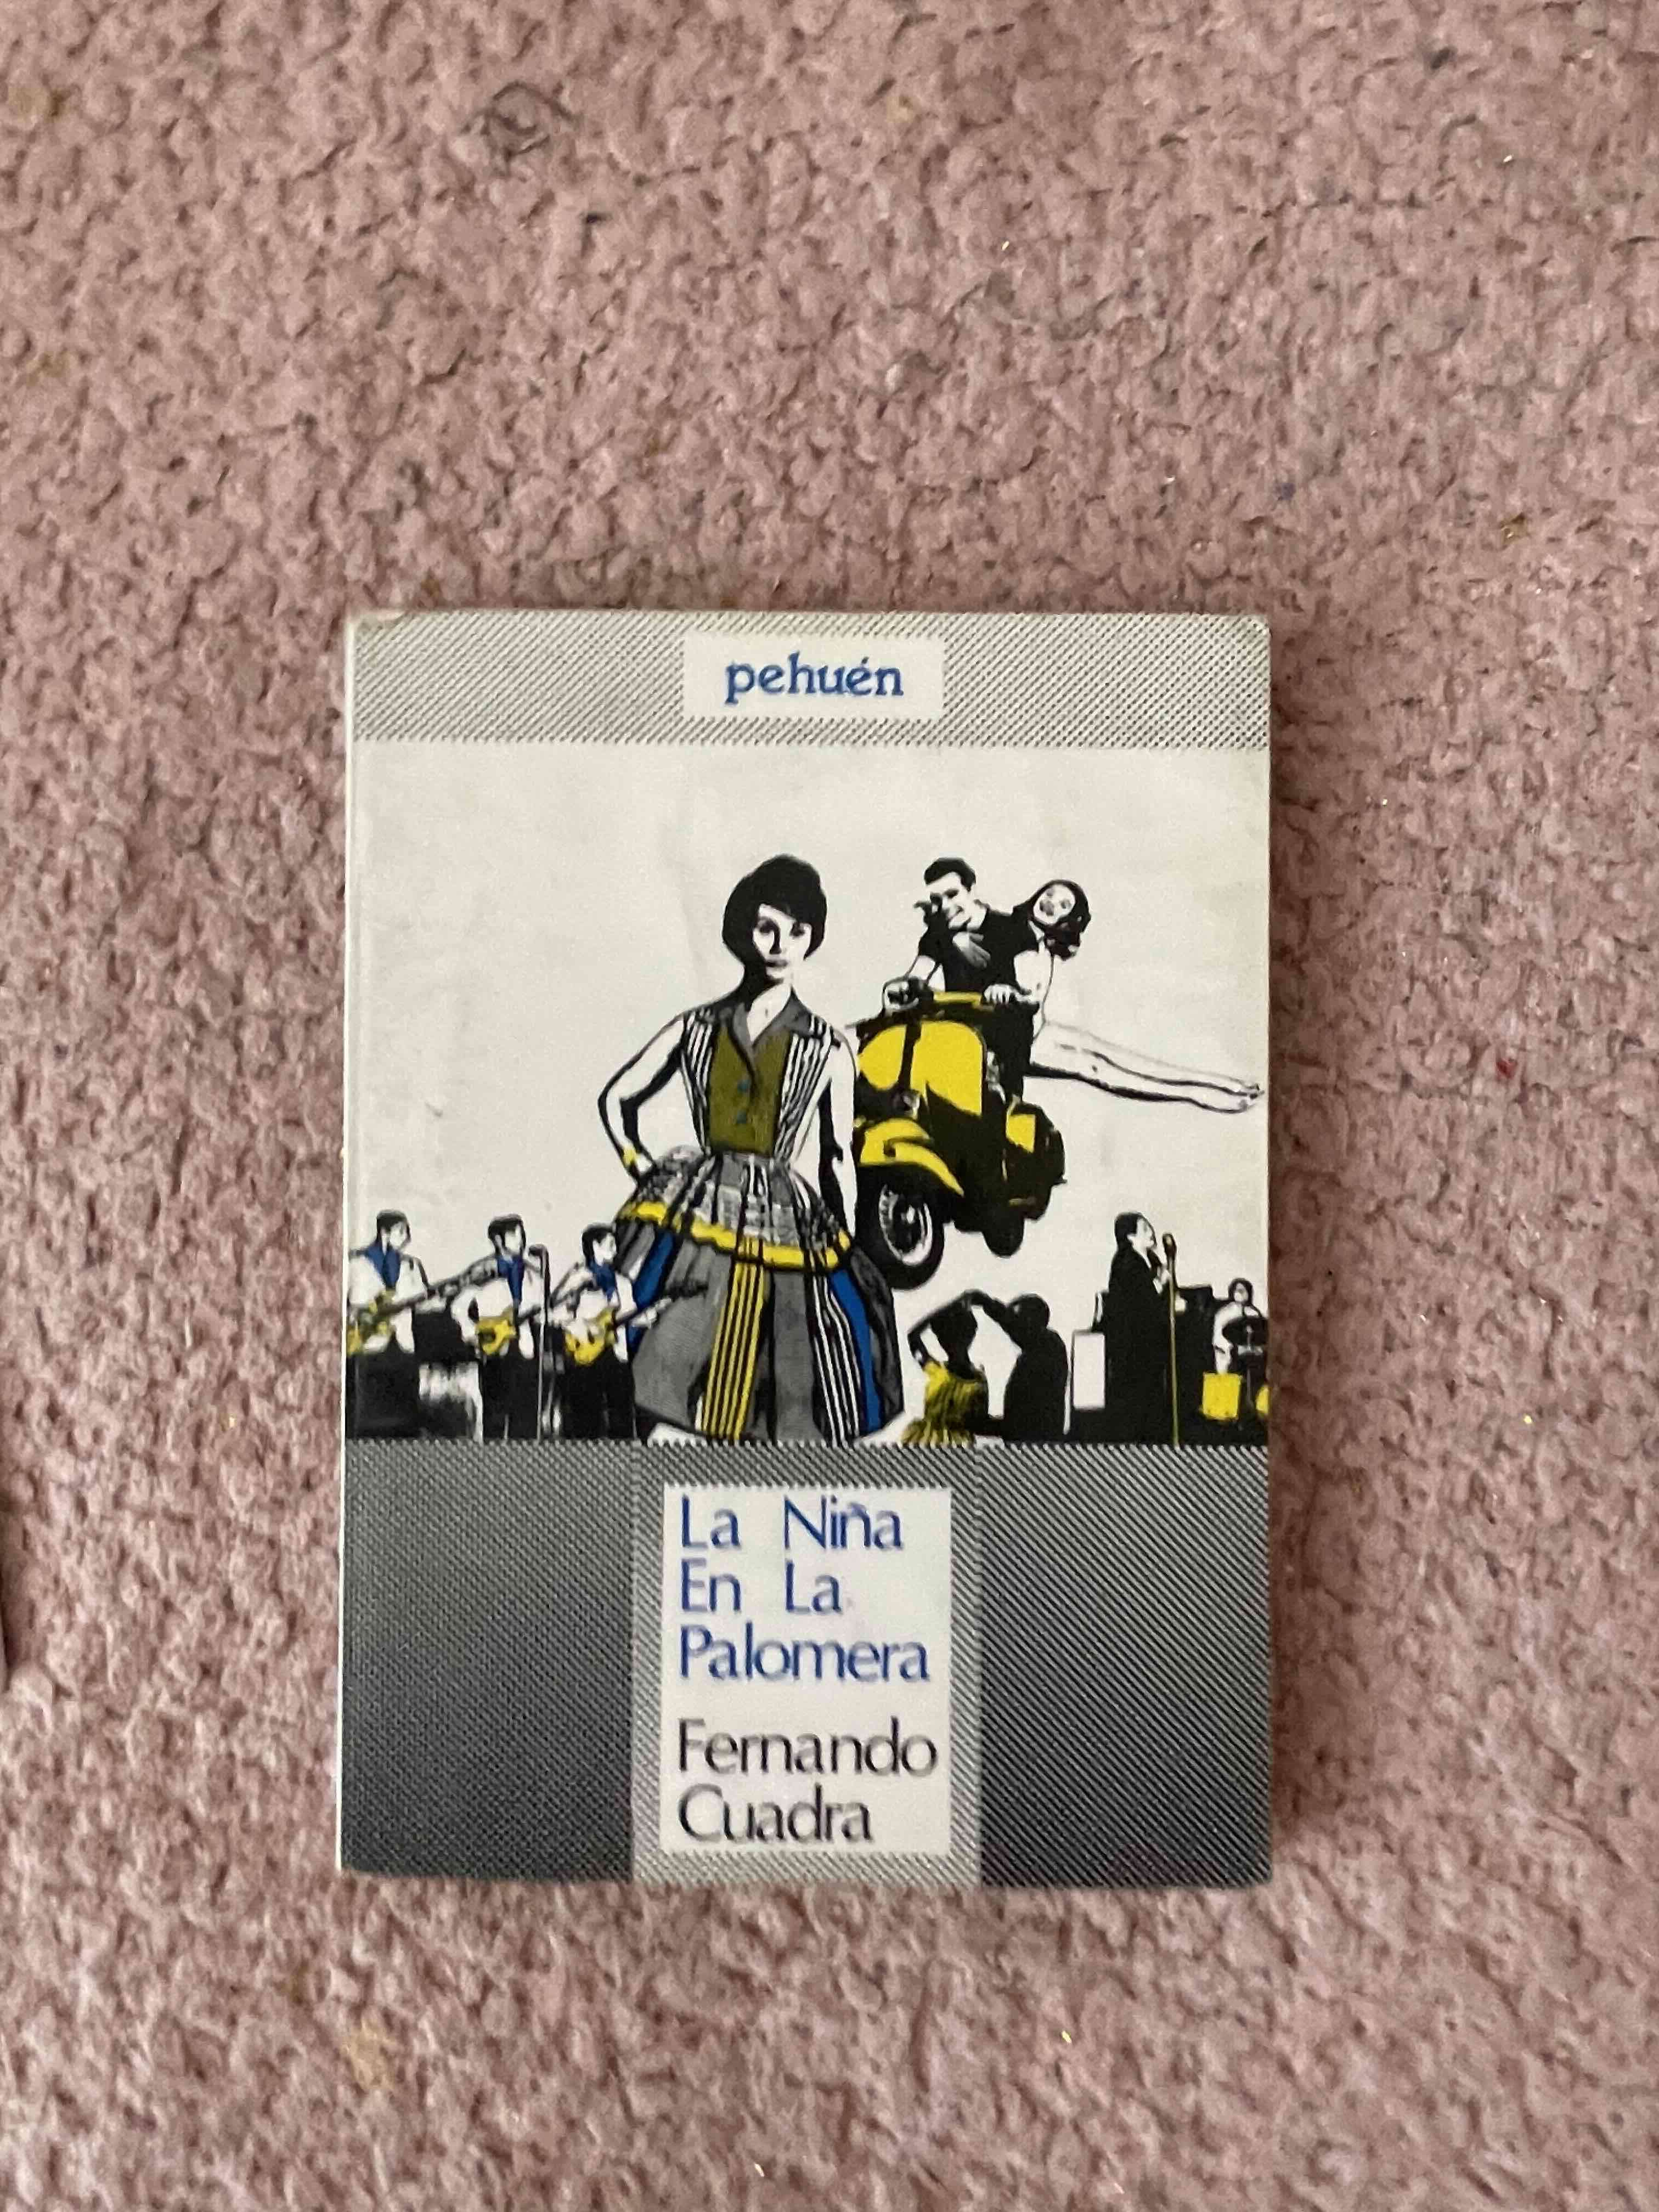 pehuén
La Niña
En La
Palomera
Fernando
Cuadra